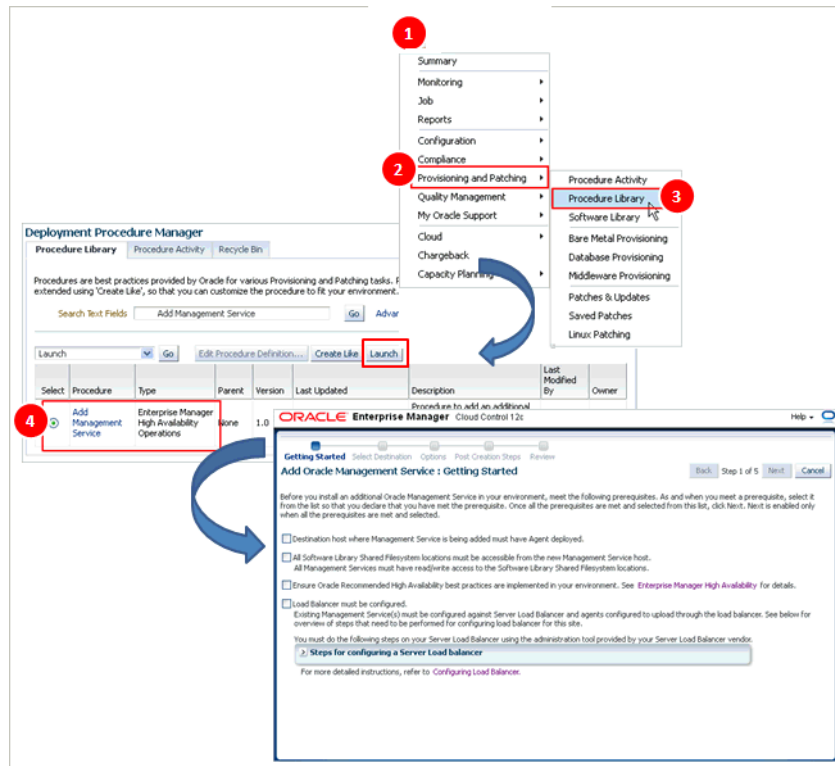 1
Summary
Monitoring
Job
Reports
Configuration
Compliance
2
Provisioning and Patching
Quality Management
My Oracle Support
Cloud
Chargeback
Capacity Planning
Procedure Activity
Procedure Library
3
Software Library
Bare Metal Provisioning
Database Provisioning
Middleware Provisioning
Patches & Updates
Saved Patches
Linux Patching
Deployment Procedure Manager
Procedure Library Procedure Activity Recycle Bin
Procedures are best practices provided by Oracle for various Provisioning and Patching tasks.
extended using 'Create Like', so that you can customize the procedure to fit your environment.
Search Text Fields Add Management Service Go Advar
Launch Go Edit Procedure Definition... Create Like Launch
Select Procedure Type Parent Version Last Updated Description Last Modified By Owner
4
Add Management Service Enterprise Manager High Availability Operations None 1.0
Procedure to add an additional
ORACLE Enterprise Manager Cloud Control 12c Help
Getting Started Select Destination Options Post Creation Steps Review
Add Oracle Management Service : Getting Started Back Step 1 of 5 Next Cancel
Before you install an additional Oracle Management Service in your environment, meet the following prerequisites. As and when you meet a prerequisite, select it
from the list so that you declare that you have met the prerequisite. Once all the prerequisites are met and selected from this list, click Next. Next is enabled only
when all the prerequisites are met and selected.
Destination host where Management Service is being added must have Agent deployed.
All Software Library Shared Filesystem locations must be accessible from the new Management Service host.
All Management Services must have read/write access to the Software Library Shared Filesystem locations.
Ensure Oracle Recommended High Availability best practices are implemented in your environment. See Enterprise Manager High Availability for details.
Load Balancer must be configured.
Existing Management Service(s) must be configured against Server Load Balancer and agents configured to upload through the load balancer. See below for
overview of steps that need to be performed for configuring load balancer for this site.
You must do the following steps on your Server Load Balancer using the administration tool provided by your Server Load Balancer vendor.
Steps for configuring a Server Load balancer
For more detailed instructions, refer to Configuring Load Balancer.